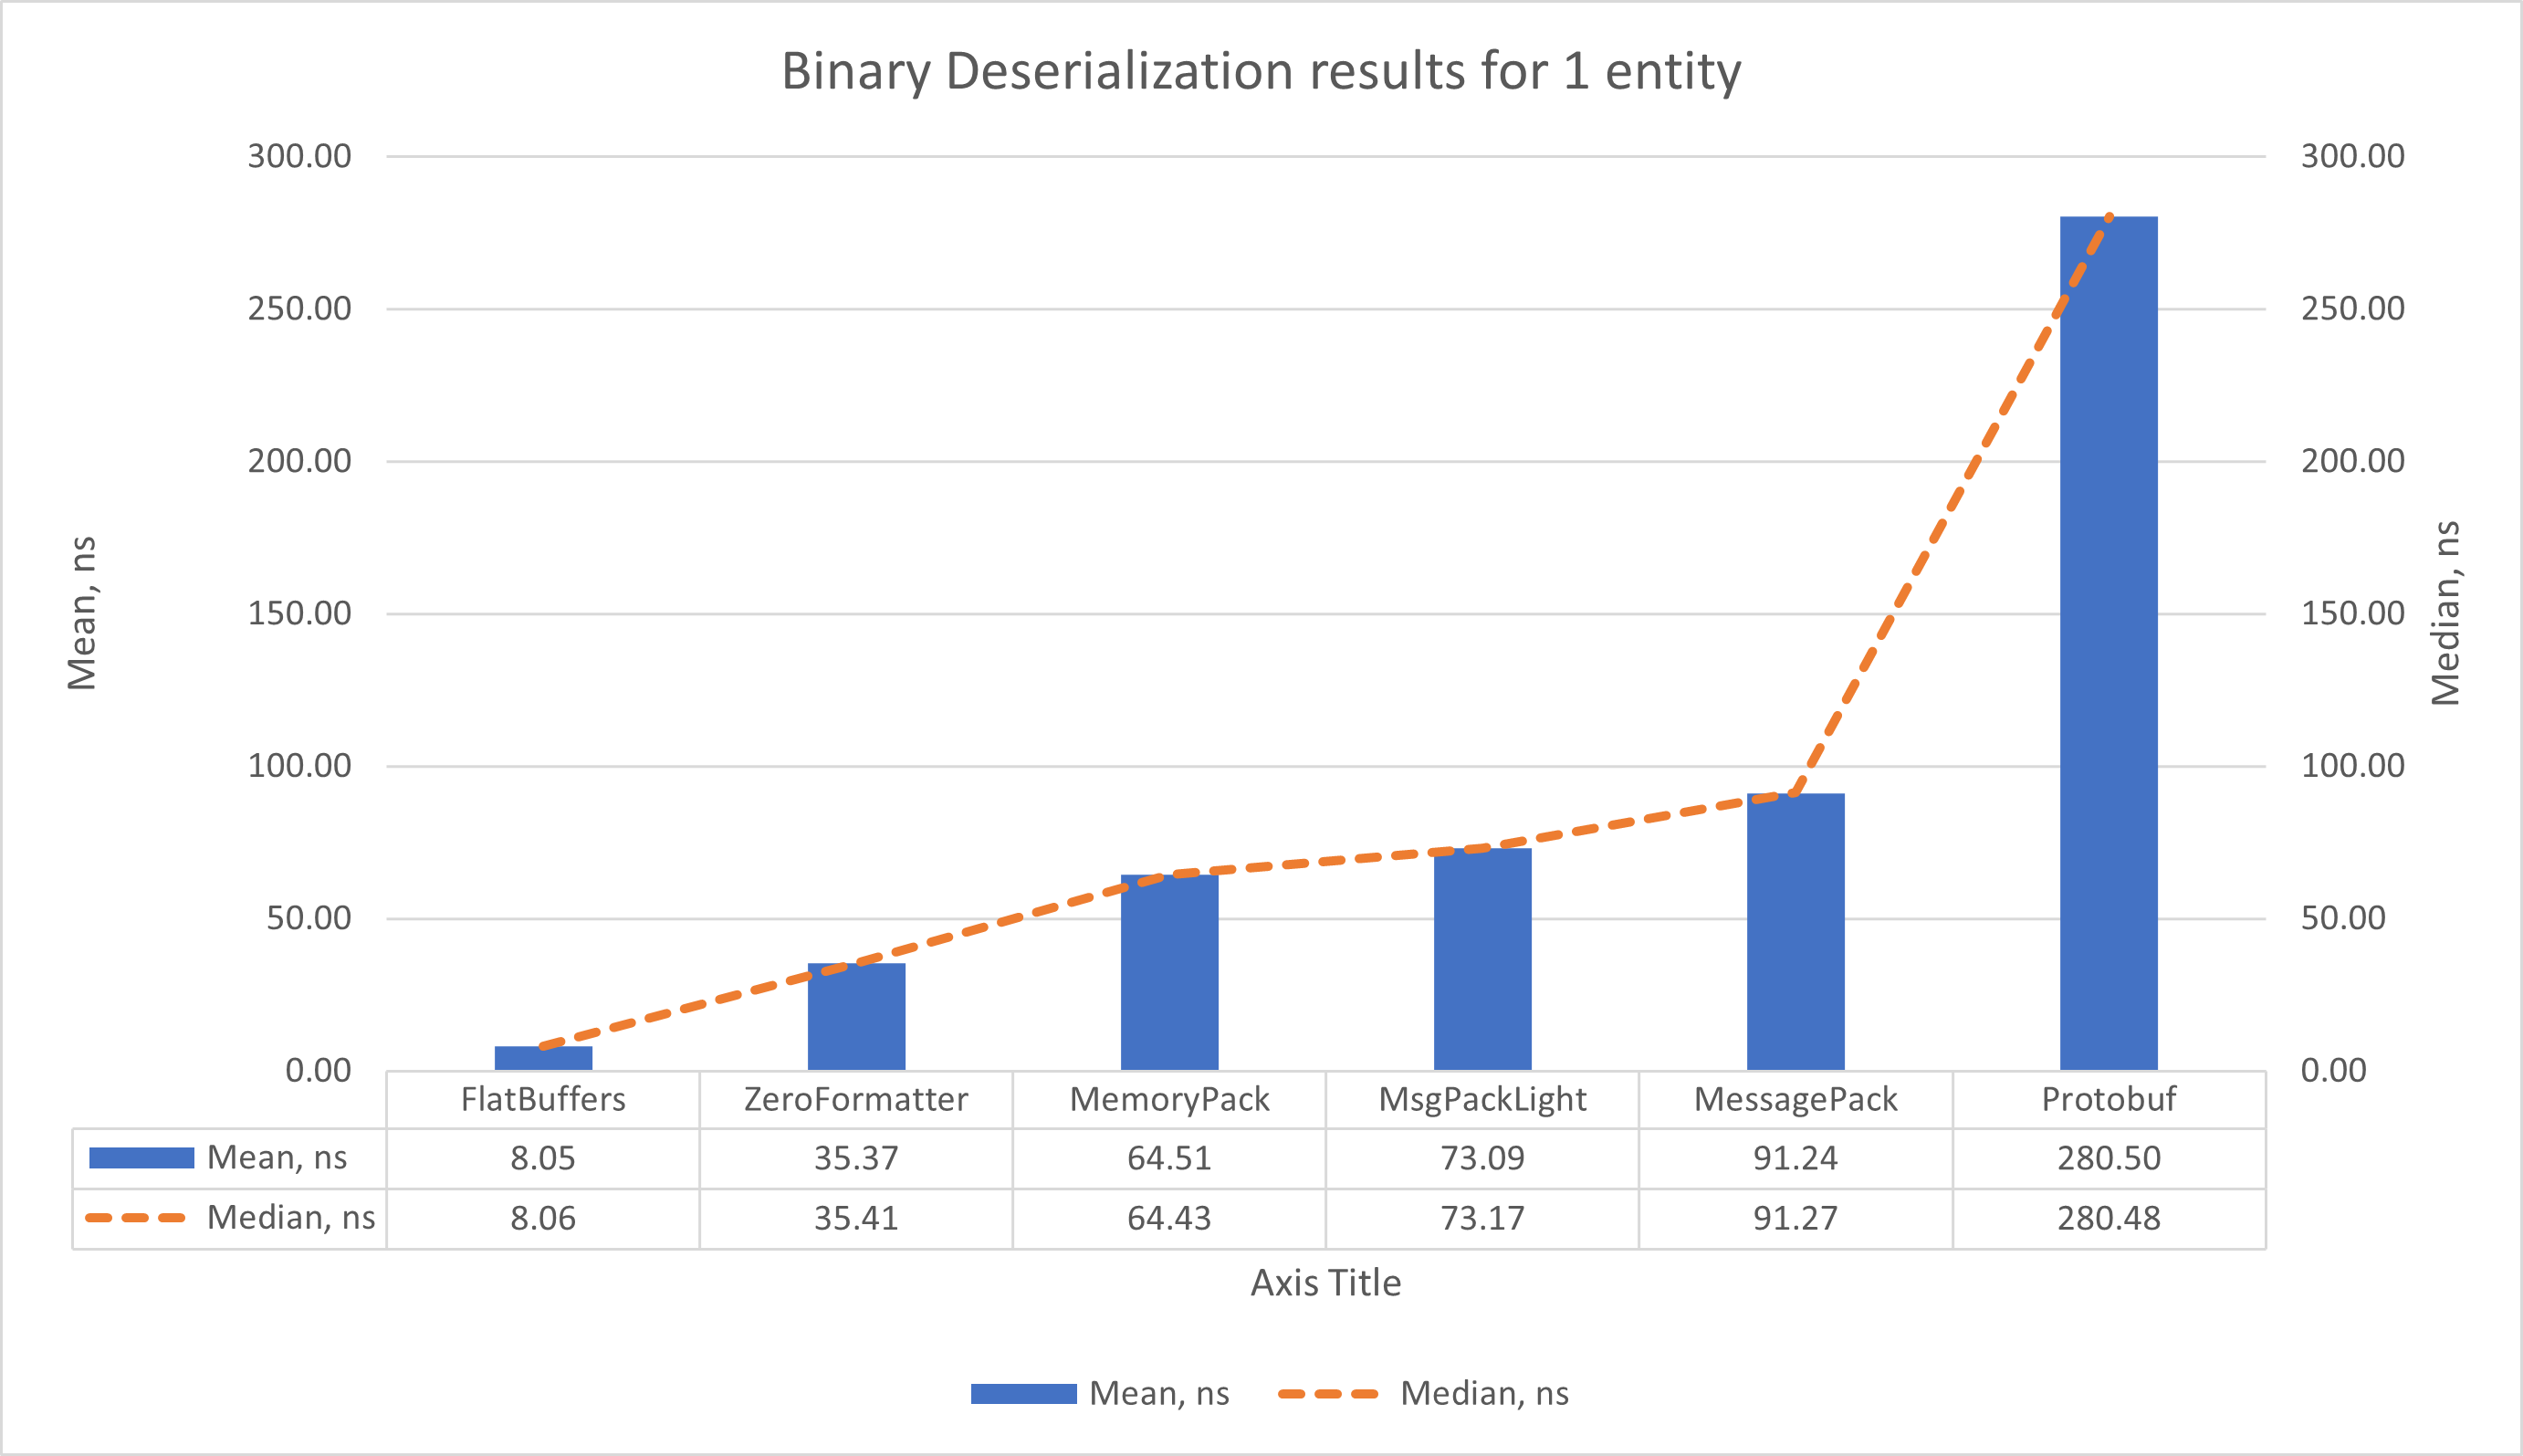 Binary Deserialization results for 1 entity
300.00 300.00
250.00 250.00
200.00 200.00
150.00 150.00
100.00 100.00
50.00 50.00
0.00 0.00
Mean, ns
Median, ns
FlatBuffers ZeroFormatter MemoryPack MsgPackLight MessagePack Protobuf
Mean, ns 8.05 35.37 64.51 73.09 91.24 280.50
Median, ns 8.06 35.41 64.43 73.17 91.27 280.48
Axis Title
Mean, ns Median, ns